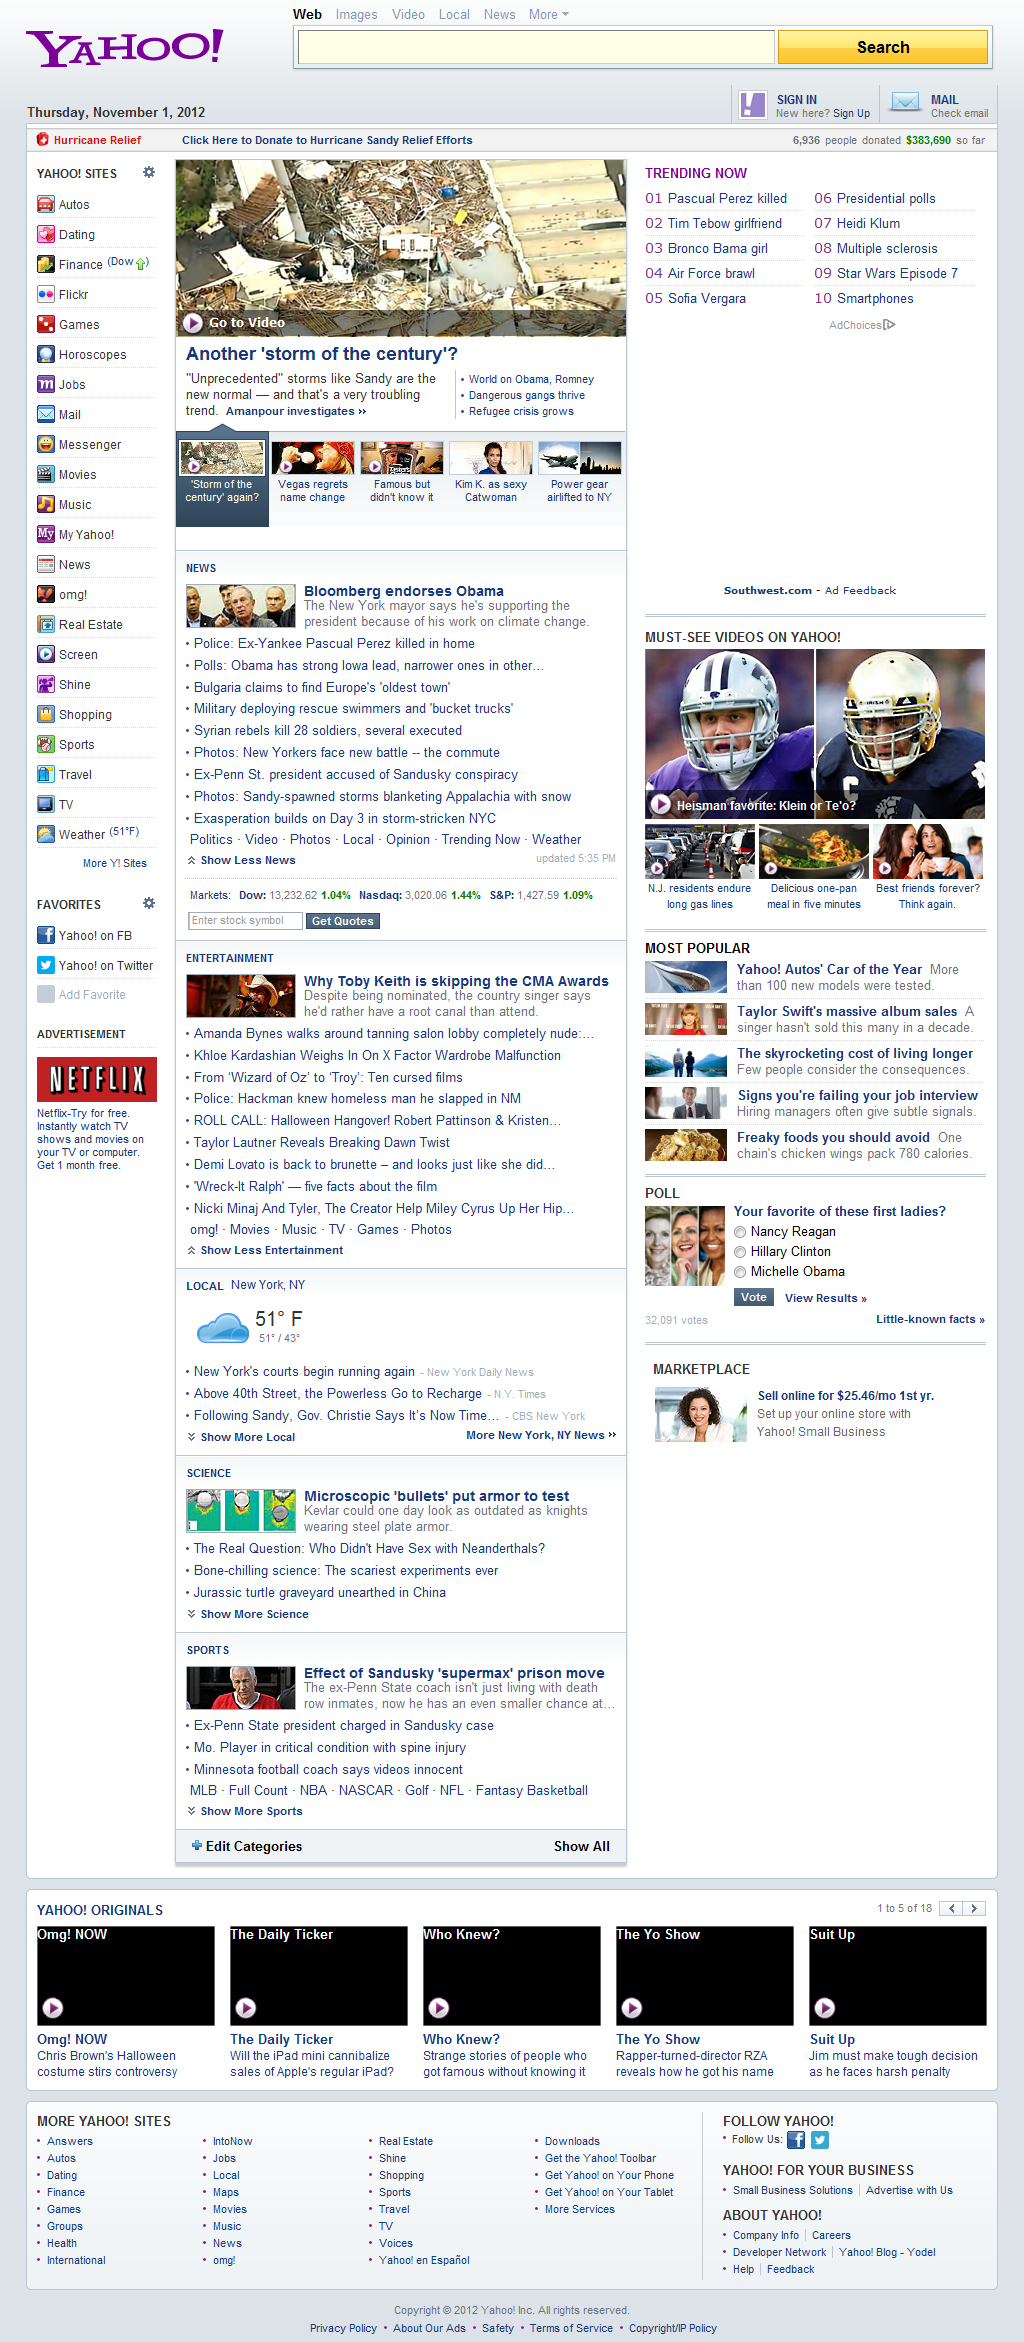 Web Images Video Local News More
YAHOO!
Search
Thursday, November 1, 2012
SIGN IN
New here? Sign Up
MAIL
Check email
Hurricane Relief
Click Here to Donate to Hurricane Sandy Relief Efforts
6,936 people donated $383,690 so far
YAHOO! SITES
Autos
Dating
Finance (Dow)
Flickr
Games
Horoscopes
Jobs
Mail
Messenger
Movies
Music
My Yahoo!
News
omg!
Real Estate
Screen
Shine
Shopping
Sports
Travel
TV
Weather (51°F)
More Y! Sites
FAVORITES
Yahoo! on FB
Yahoo! on Twitter
Add Favorite
ADVERTISEMENT
NETFLIX
Netflix-Try for free.
Instantly watch TV
shows and movies on
your TV or computer.
Get 1 month free.
Go to Video
Another 'storm of the century'?
"Unprecedented" storms like Sandy are the
new normal — and that's a very troubling
trend. Amanpour investigates »
• World on Obama, Romney
• Dangerous gangs thrive
• Refugee crisis grows
'Storm of the
century' again?
Vegas regrets
name change
Famous but
didn't know it
Kim K. as sexy
Catwoman
Power gear
airlifted to NY
NEWS
Bloomberg endorses Obama
The New York mayor says he's supporting the
president because of his work on climate change.
• Police: Ex-Yankee Pascual Perez killed in home
• Polls: Obama has strong Iowa lead, narrower ones in other…
• Bulgaria claims to find Europe's 'oldest town'
• Military deploying rescue swimmers and 'bucket trucks'
• Syrian rebels kill 28 soldiers, several executed
• Photos: New Yorkers face new battle -- the commute
• Ex-Penn St. president accused of Sandusky conspiracy
• Photos: Sandy-spawned storms blanketing Appalachia with snow
• Exasperation builds on Day 3 in storm-stricken NYC
Politics · Video · Photos · Local · Opinion · Trending Now · Weather
Show Less News
updated 5:35 PM
Markets: Dow: 13,232.62 1.04% Nasdaq: 3,020.06 1.44% S&P: 1,427.59 1.09%
Enter stock symbol
Get Quotes
ENTERTAINMENT
Why Toby Keith is skipping the CMA Awards
Despite being nominated, the country singer says
he'd rather have a root canal than attend.
• Amanda Bynes walks around tanning salon lobby completely nude:…
• Khloe Kardashian Weighs In On X Factor Wardrobe Malfunction
• From ‘Wizard of Oz’ to ‘Troy’: Ten cursed films
• Police: Hackman knew homeless man he slapped in NM
• ROLL CALL: Halloween Hangover! Robert Pattinson & Kristen…
• Taylor Lautner Reveals Breaking Dawn Twist
• Demi Lovato is back to brunette – and looks just like she did…
• 'Wreck-It Ralph' — five facts about the film
• Nicki Minaj And Tyler, The Creator Help Miley Cyrus Up Her Hip…
omg! · Movies · Music · TV · Games · Photos
Show Less Entertainment
LOCAL New York, NY
51° F
51° / 43°
• New York's courts begin running again - New York Daily News
• Above 40th Street, the Powerless Go to Recharge - N.Y. Times
• Following Sandy, Gov. Christie Says It’s Now Time… - CBS New York
Show More Local
More New York, NY News »
SCIENCE
Microscopic 'bullets' put armor to test
Kevlar could one day look as outdated as knights
wearing steel plate armor.
• The Real Question: Who Didn't Have Sex with Neanderthals?
• Bone-chilling science: The scariest experiments ever
• Jurassic turtle graveyard unearthed in China
Show More Science
SPORTS
Effect of Sandusky 'supermax' prison move
The ex-Penn State coach isn't just living with death
row inmates, now he has an even smaller chance at…
• Ex-Penn State president charged in Sandusky case
• Mo. Player in critical condition with spine injury
• Minnesota football coach says videos innocent
MLB · Full Count · NBA · NASCAR · Golf · NFL · Fantasy Basketball
Show More Sports
Edit Categories
Show All
TRENDING NOW
01 Pascual Perez killed
02 Tim Tebow girlfriend
03 Bronco Bama girl
04 Air Force brawl
05 Sofia Vergara
06 Presidential polls
07 Heidi Klum
08 Multiple sclerosis
09 Star Wars Episode 7
10 Smartphones
AdChoices
Southwest.com - Ad Feedback
MUST-SEE VIDEOS ON YAHOO!
IRISH
Heisman favorite: Klein or Te'o?
N.J. residents endure
long gas lines
Delicious one-pan
meal in five minutes
Best friends forever?
Think again.
MOST POPULAR
Yahoo! Autos' Car of the Year More
than 100 new models were tested.
Taylor Swift's massive album sales A
singer hasn't sold this many in a decade.
The skyrocketing cost of living longer
Few people consider the consequences.
Signs you're failing your job interview
Hiring managers often give subtle signals.
Freaky foods you should avoid One
chain's chicken wings pack 780 calories.
POLL
Your favorite of these first ladies?
Nancy Reagan
Hillary Clinton
Michelle Obama
Vote
View Results »
32,091 votes
Little-known facts »
MARKETPLACE
Sell online for $25.46/mo 1st yr.
Set up your online store with
Yahoo! Small Business
YAHOO! ORIGINALS
1 to 5 of 18
Omg! NOW
The Daily Ticker
Who Knew?
The Yo Show
Suit Up
Omg! NOW
Chris Brown's Halloween
costume stirs controversy
The Daily Ticker
Will the iPad mini cannibalize
sales of Apple's regular iPad?
Who Knew?
Strange stories of people who
got famous without knowing it
The Yo Show
Rapper-turned-director RZA
reveals how he got his name
Suit Up
Jim must make tough decision
as he faces harsh penalty
MORE YAHOO! SITES
• Answers
• Autos
• Dating
• Finance
• Games
• Groups
• Health
• International
• IntoNow
• Jobs
• Local
• Maps
• Movies
• Music
• News
• omg!
• Real Estate
• Shine
• Shopping
• Sports
• Travel
• TV
• Voices
• Yahoo! en Español
• Downloads
• Get the Yahoo! Toolbar
• Get Yahoo! on Your Phone
• Get Yahoo! on Your Tablet
• More Services
FOLLOW YAHOO!
• Follow Us:
YAHOO! FOR YOUR BUSINESS
• Small Business Solutions | Advertise with Us
ABOUT YAHOO!
• Company Info | Careers
• Developer Network | Yahoo! Blog - Yodel
• Help | Feedback
Copyright © 2012 Yahoo! Inc. All rights reserved.
Privacy Policy • About Our Ads • Safety • Terms of Service • Copyright/IP Policy